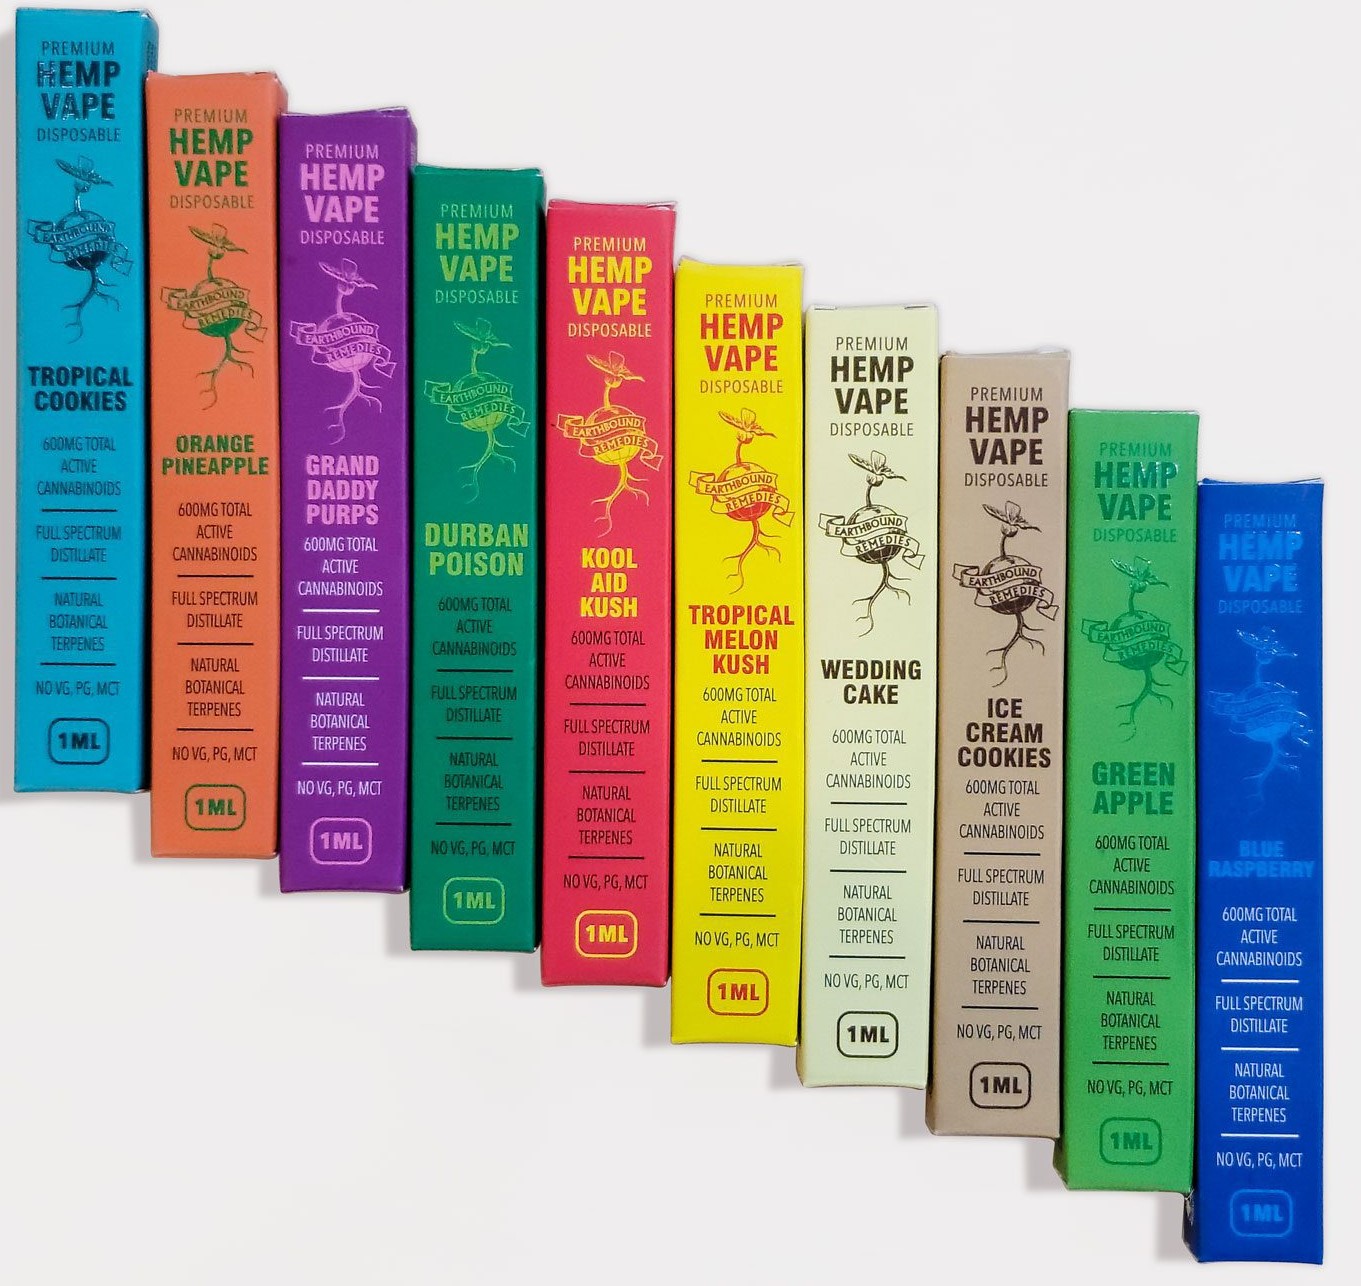 PREMIUM
HEMP
VAPE
DISPOSABLE
EARTHBOUND
REMEDIES
TROPICAL
COOKIES
600MG TOTAL
ACTIVE
CANNABINOIDS
FULL SPECTRUM
DISTILLATE
NATURAL
BOTANICAL
TERPENES
NO VG, PG, MCT
1ML
PREMIUM
HEMP
VAPE
DISPOSABLE
EARTHBOUND
REMEDIES
ORANGE
PINEAPPLE
600MG TOTAL
ACTIVE
CANNABINOIDS
FULL SPECTRUM
DISTILLATE
NATURAL
BOTANICAL
TERPENES
NO VG, PG, MCT
1ML
PREMIUM
HEMP
VAPE
DISPOSABLE
EARTHBOUND
REMEDIES
GRAND
DADDY
PURPS
600MG TOTAL
ACTIVE
CANNABINOIDS
FULL SPECTRUM
DISTILLATE
NATURAL
BOTANICAL
TERPENES
NO VG, PG, MCT
1ML
PREMIUM
HEMP
VAPE
DISPOSABLE
EARTHBOUND
REMEDIES
DURBAN
POISON
600MG TOTAL
ACTIVE
CANNABINOIDS
FULL SPECTRUM
DISTILLATE
NATURAL
BOTANICAL
TERPENES
NO VG, PG, MCT
1ML
PREMIUM
HEMP
VAPE
DISPOSABLE
EARTHBOUND
REMEDIES
KOOL
AID
KUSH
600MG TOTAL
ACTIVE
CANNABINOIDS
FULL SPECTRUM
DISTILLATE
NATURAL
BOTANICAL
TERPENES
NO VG, PG, MCT
1ML
PREMIUM
HEMP
VAPE
DISPOSABLE
EARTHBOUND
REMEDIES
TROPICAL
MELON
KUSH
600MG TOTAL
ACTIVE
CANNABINOIDS
FULL SPECTRUM
DISTILLATE
NATURAL
BOTANICAL
TERPENES
NO VG, PG, MCT
1ML
PREMIUM
HEMP
VAPE
DISPOSABLE
EARTHBOUND
REMEDIES
WEDDING
CAKE
600MG TOTAL
ACTIVE
CANNABINOIDS
FULL SPECTRUM
DISTILLATE
NATURAL
BOTANICAL
TERPENES
NO VG, PG, MCT
1ML
PREMIUM
HEMP
VAPE
DISPOSABLE
EARTHBOUND
REMEDIES
ICE
CREAM
COOKIES
600MG TOTAL
ACTIVE
CANNABINOIDS
FULL SPECTRUM
DISTILLATE
NATURAL
BOTANICAL
TERPENES
NO VG, PG, MCT
1ML
PREMIUM
HEMP
VAPE
DISPOSABLE
EARTHBOUND
REMEDIES
GREEN
APPLE
600MG TOTAL
ACTIVE
CANNABINOIDS
FULL SPECTRUM
DISTILLATE
NATURAL
BOTANICAL
TERPENES
NO VG, PG, MCT
1ML
PREMIUM
HEMP
VAPE
DISPOSABLE
BLUE
RASPBERRY
600MG TOTAL
ACTIVE
CANNABINOIDS
FULL SPECTRUM
DISTILLATE
NATURAL
BOTANICAL
TERPENES
NO VG, PG, MCT
1ML